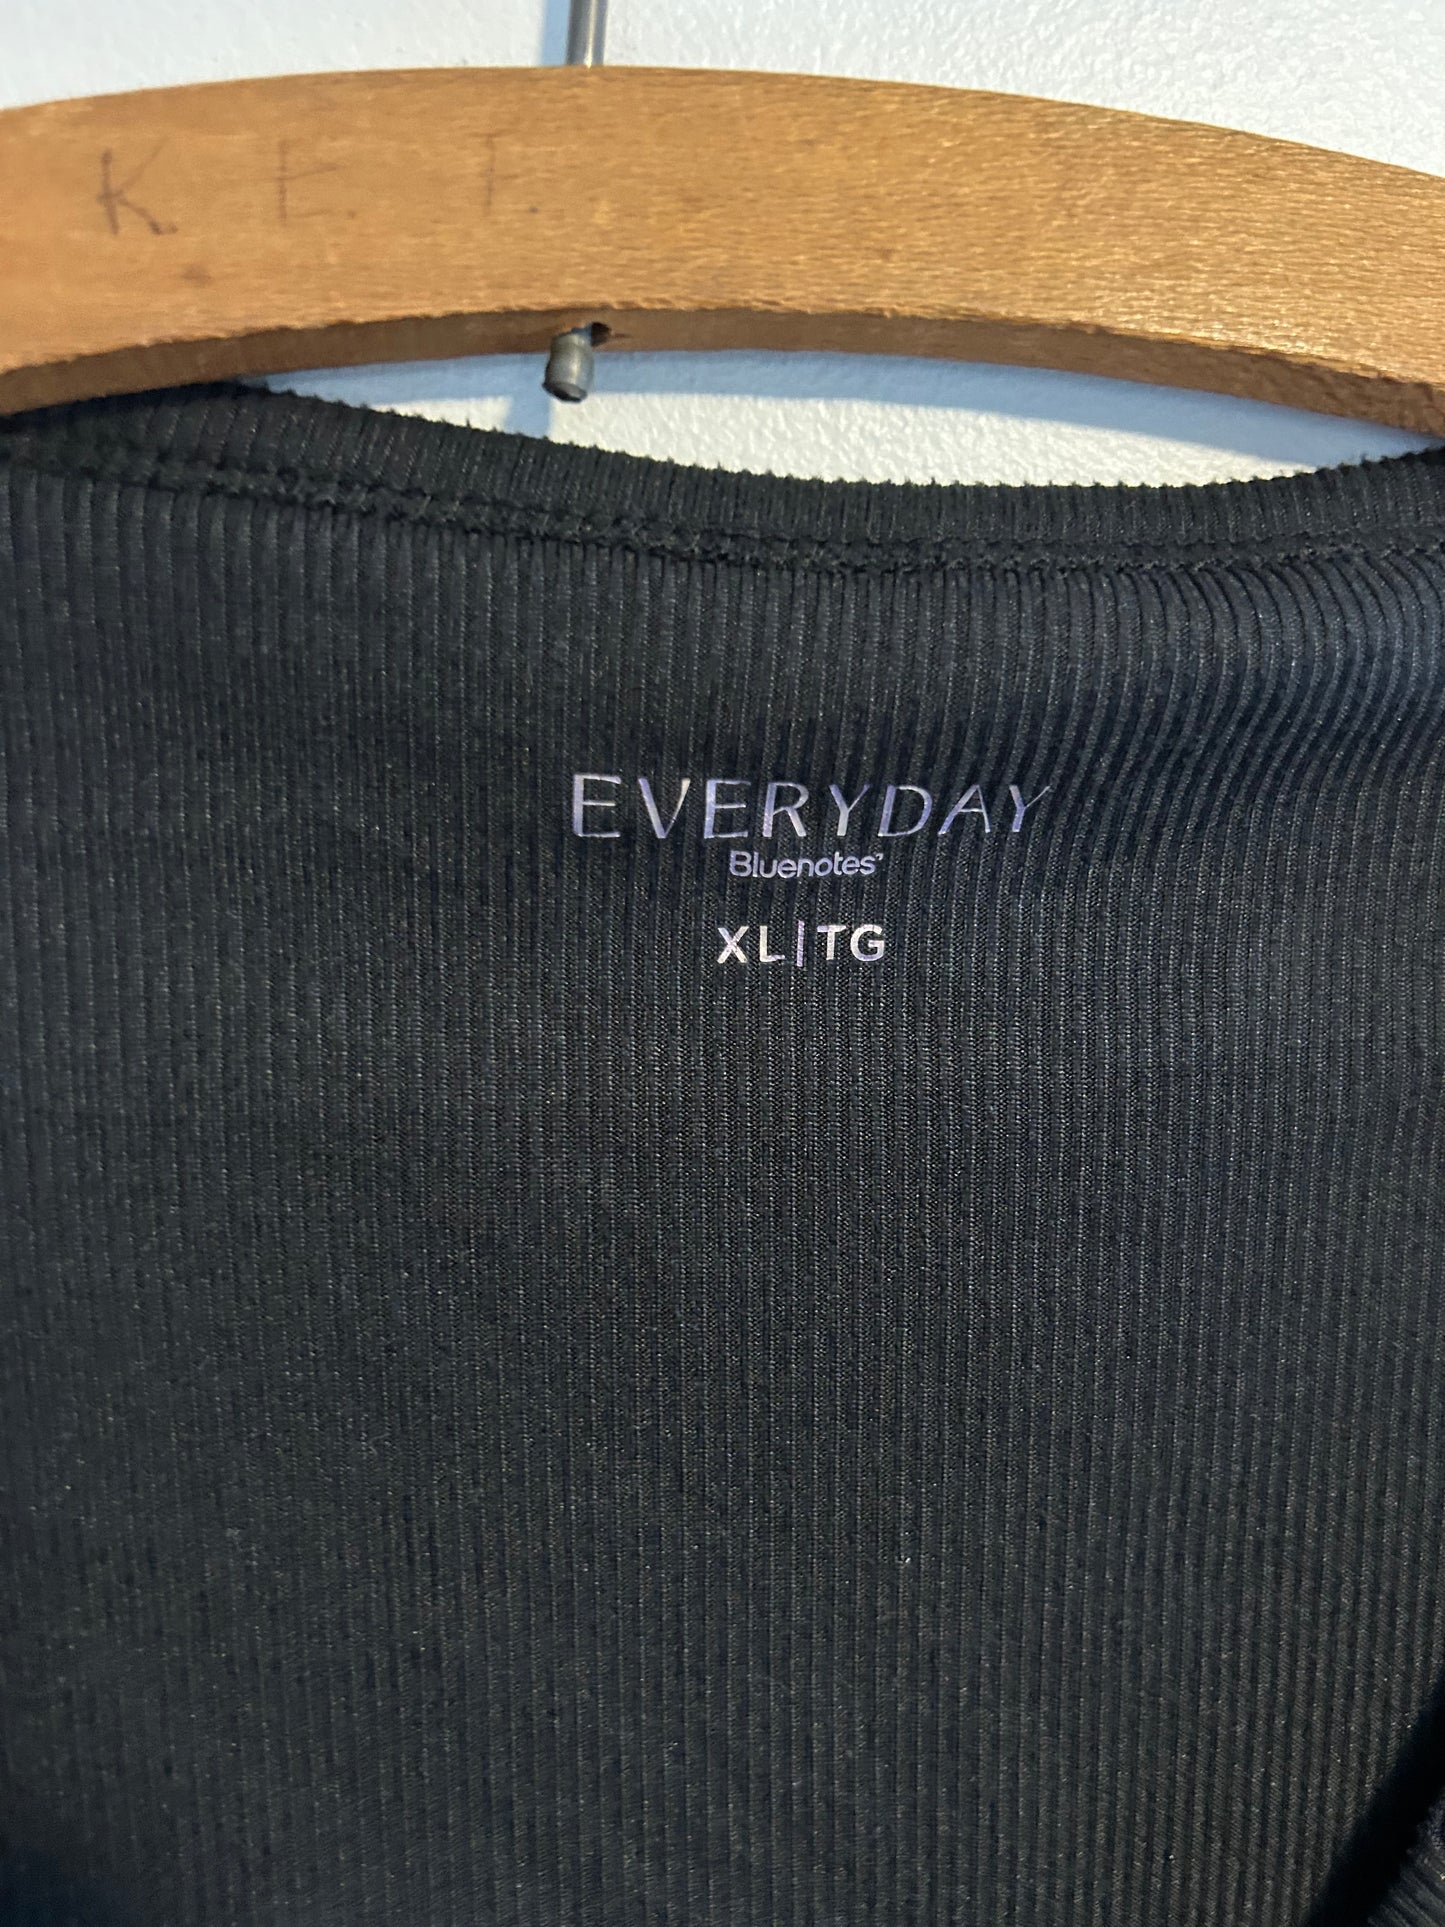 K. E. T.
EVERYDAY
Bluenotes'
XL|TG